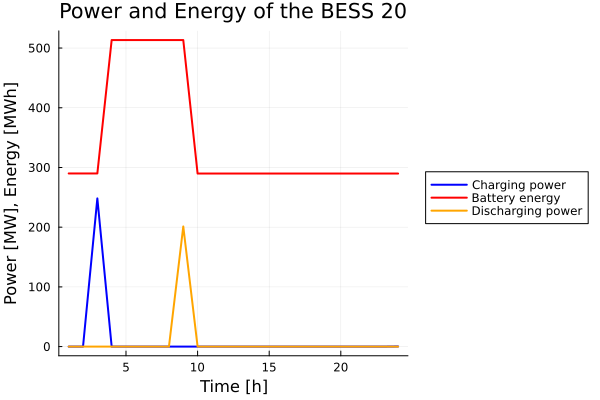 Power and Energy of the BESS 20
Power [MW], Energy [MWh]
500
400
300
200
100
0
5 10 15 20
Time [h]
Charging power
Battery energy
Discharging power